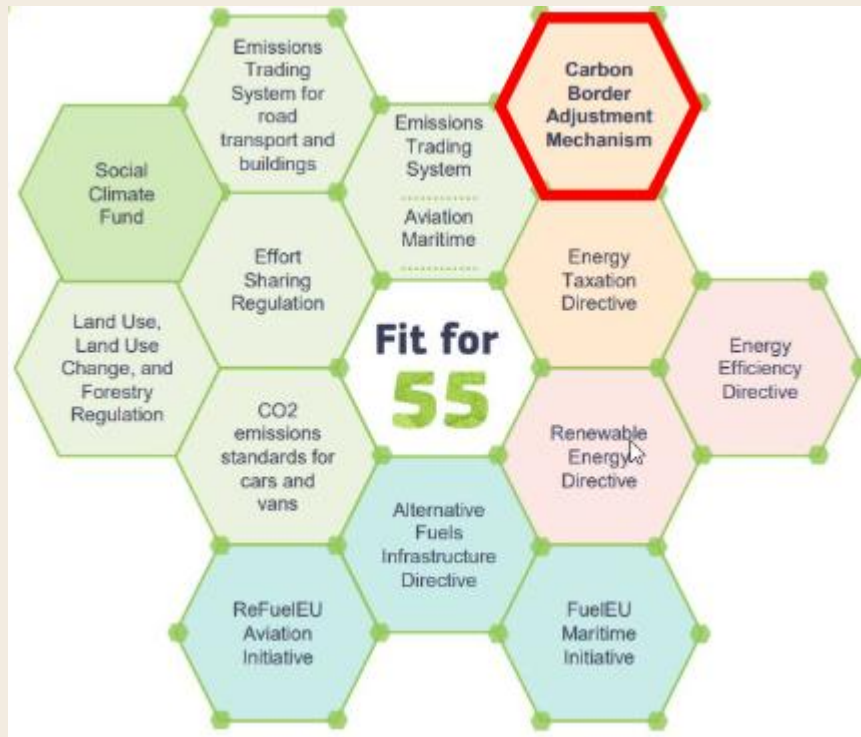 Emissions
Trading
System for
road
transport and
buildings
Carbon
Border
Adjustment
Mechanism
Emissions
Trading
System
Aviation
Maritime
Social
Climate
Fund
Effort
Sharing
Regulation
Energy
Taxation
Directive
Land Use,
Land Use
Change, and
Forestry
Regulation
Fit for
55
Energy
Efficiency
Directive
CO2
emissions
standards for
cars and
vans
Renewable
Energy
Directive
Alternative
Fuels
Infrastructure
Directive
ReFuelEU
Aviation
Initiative
FuelEU
Maritime
Initiative